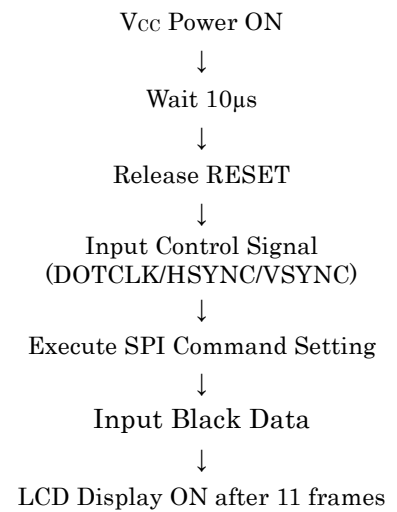 Vcc Power ON
↓
Wait 10μs
↓
Release RESET
↓
Input Control Signal
(DOTCLK/HSYNC/VSYNC)
↓
Execute SPI Command Setting
↓
Input Black Data
↓
LCD Display ON after 11 frames